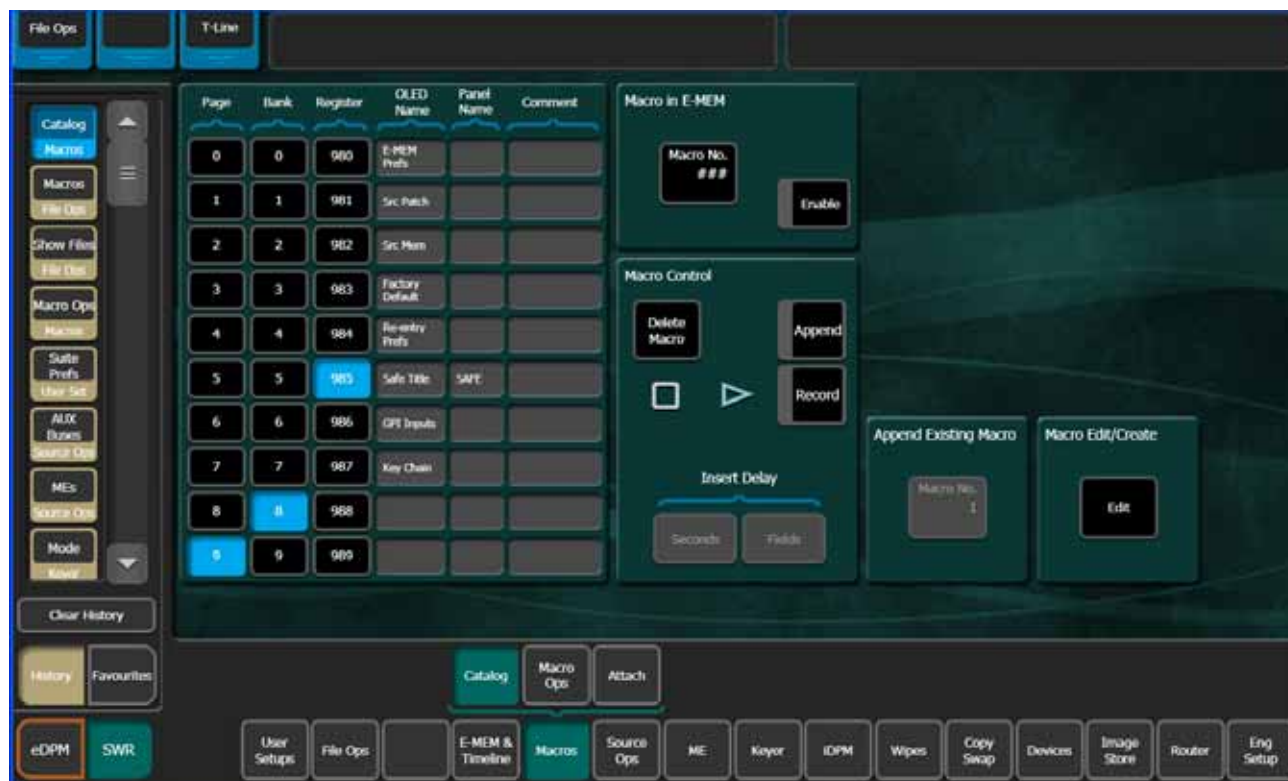 File Ops
T-Line
Catalog
Macros
Macros
File Ops
Show Files
File Ops
Macro Ops
Macros
Suite Prefs
User Set
AUX Buses
Source Ops
MEs
Source Ops
Mode
Keyer
Clear History
History Favourites
eDPM SWR
Page Bank Register OLED Name Panel Name Comment
0 0 980 E-MEM Prefs
1 1 981 Src Patch
2 2 982 Src Mem
3 3 983 Factory Default
4 4 984 Re-entry Prefs
5 5 985 Safe Title SAFE
6 6 986 GPI Inputs
7 7 987 Key Chain
8 8 988
9 9 989
Macro in E-MEM
Macro No.
###
Enable
Macro Control
Delete Macro
Append
Record
Insert Delay
Seconds Fields
Append Existing Macro
Macro No.
1
Macro Edit/Create
Edit
Catalog Macro Ops Attach
User Setups File Ops E-MEM & Timeline Macros Source Ops ME Keyer iDPM Wipes Copy Swap Devices Image Store Router Eng Setup